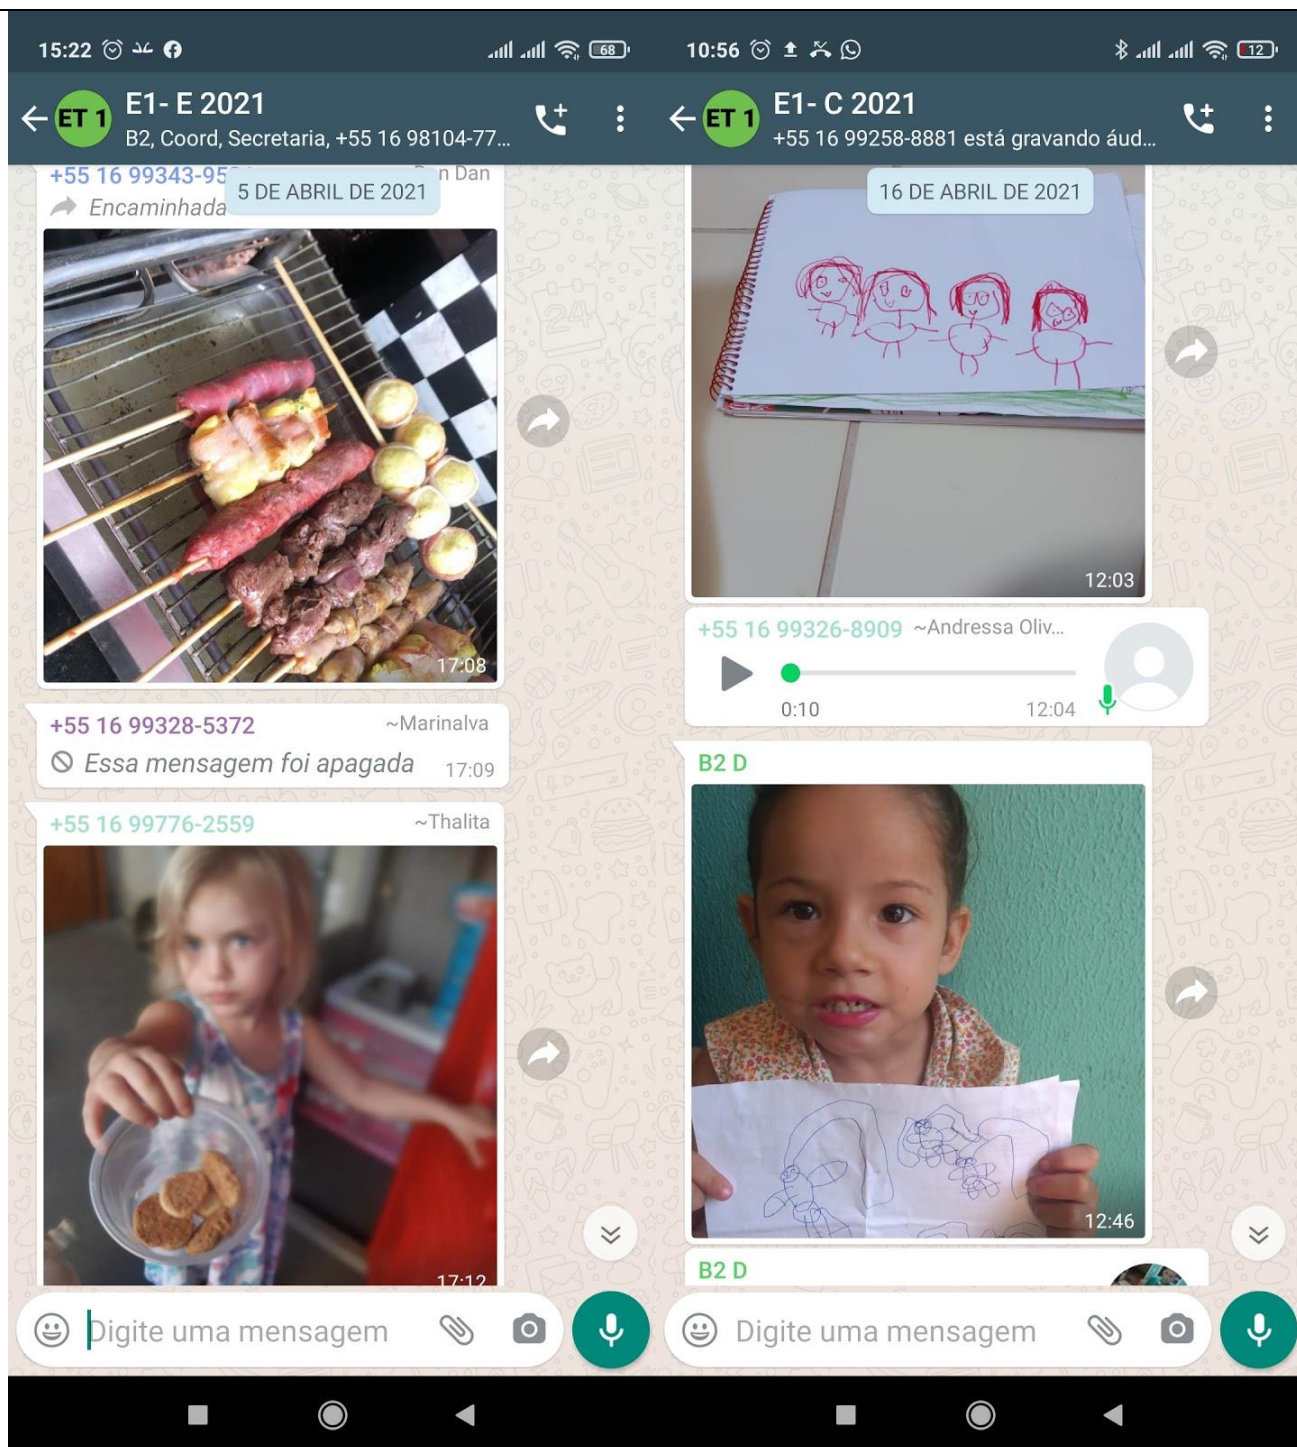 15:22
68
E1- E 2021
B2, Coord, Secretaria, +55 16 98104-77...
5 DE ABRIL DE 2021
+55 16 99343-95
n Dan
Encaminhada
17:08
+55 16 99328-5372 ~Marinalva
Essa mensagem foi apagada 17:09
+55 16 99776-2559 ~Thalita
17:12
Digite uma mensagem
10:56
12
E1- C 2021
+55 16 99258-8881 está gravando áud...
16 DE ABRIL DE 2021
12:03
+55 16 99326-8909 ~Andressa Oliv...
0:10 12:04
B2 D
12:46
B2 D
Digite uma mensagem
ET 1
ET 1